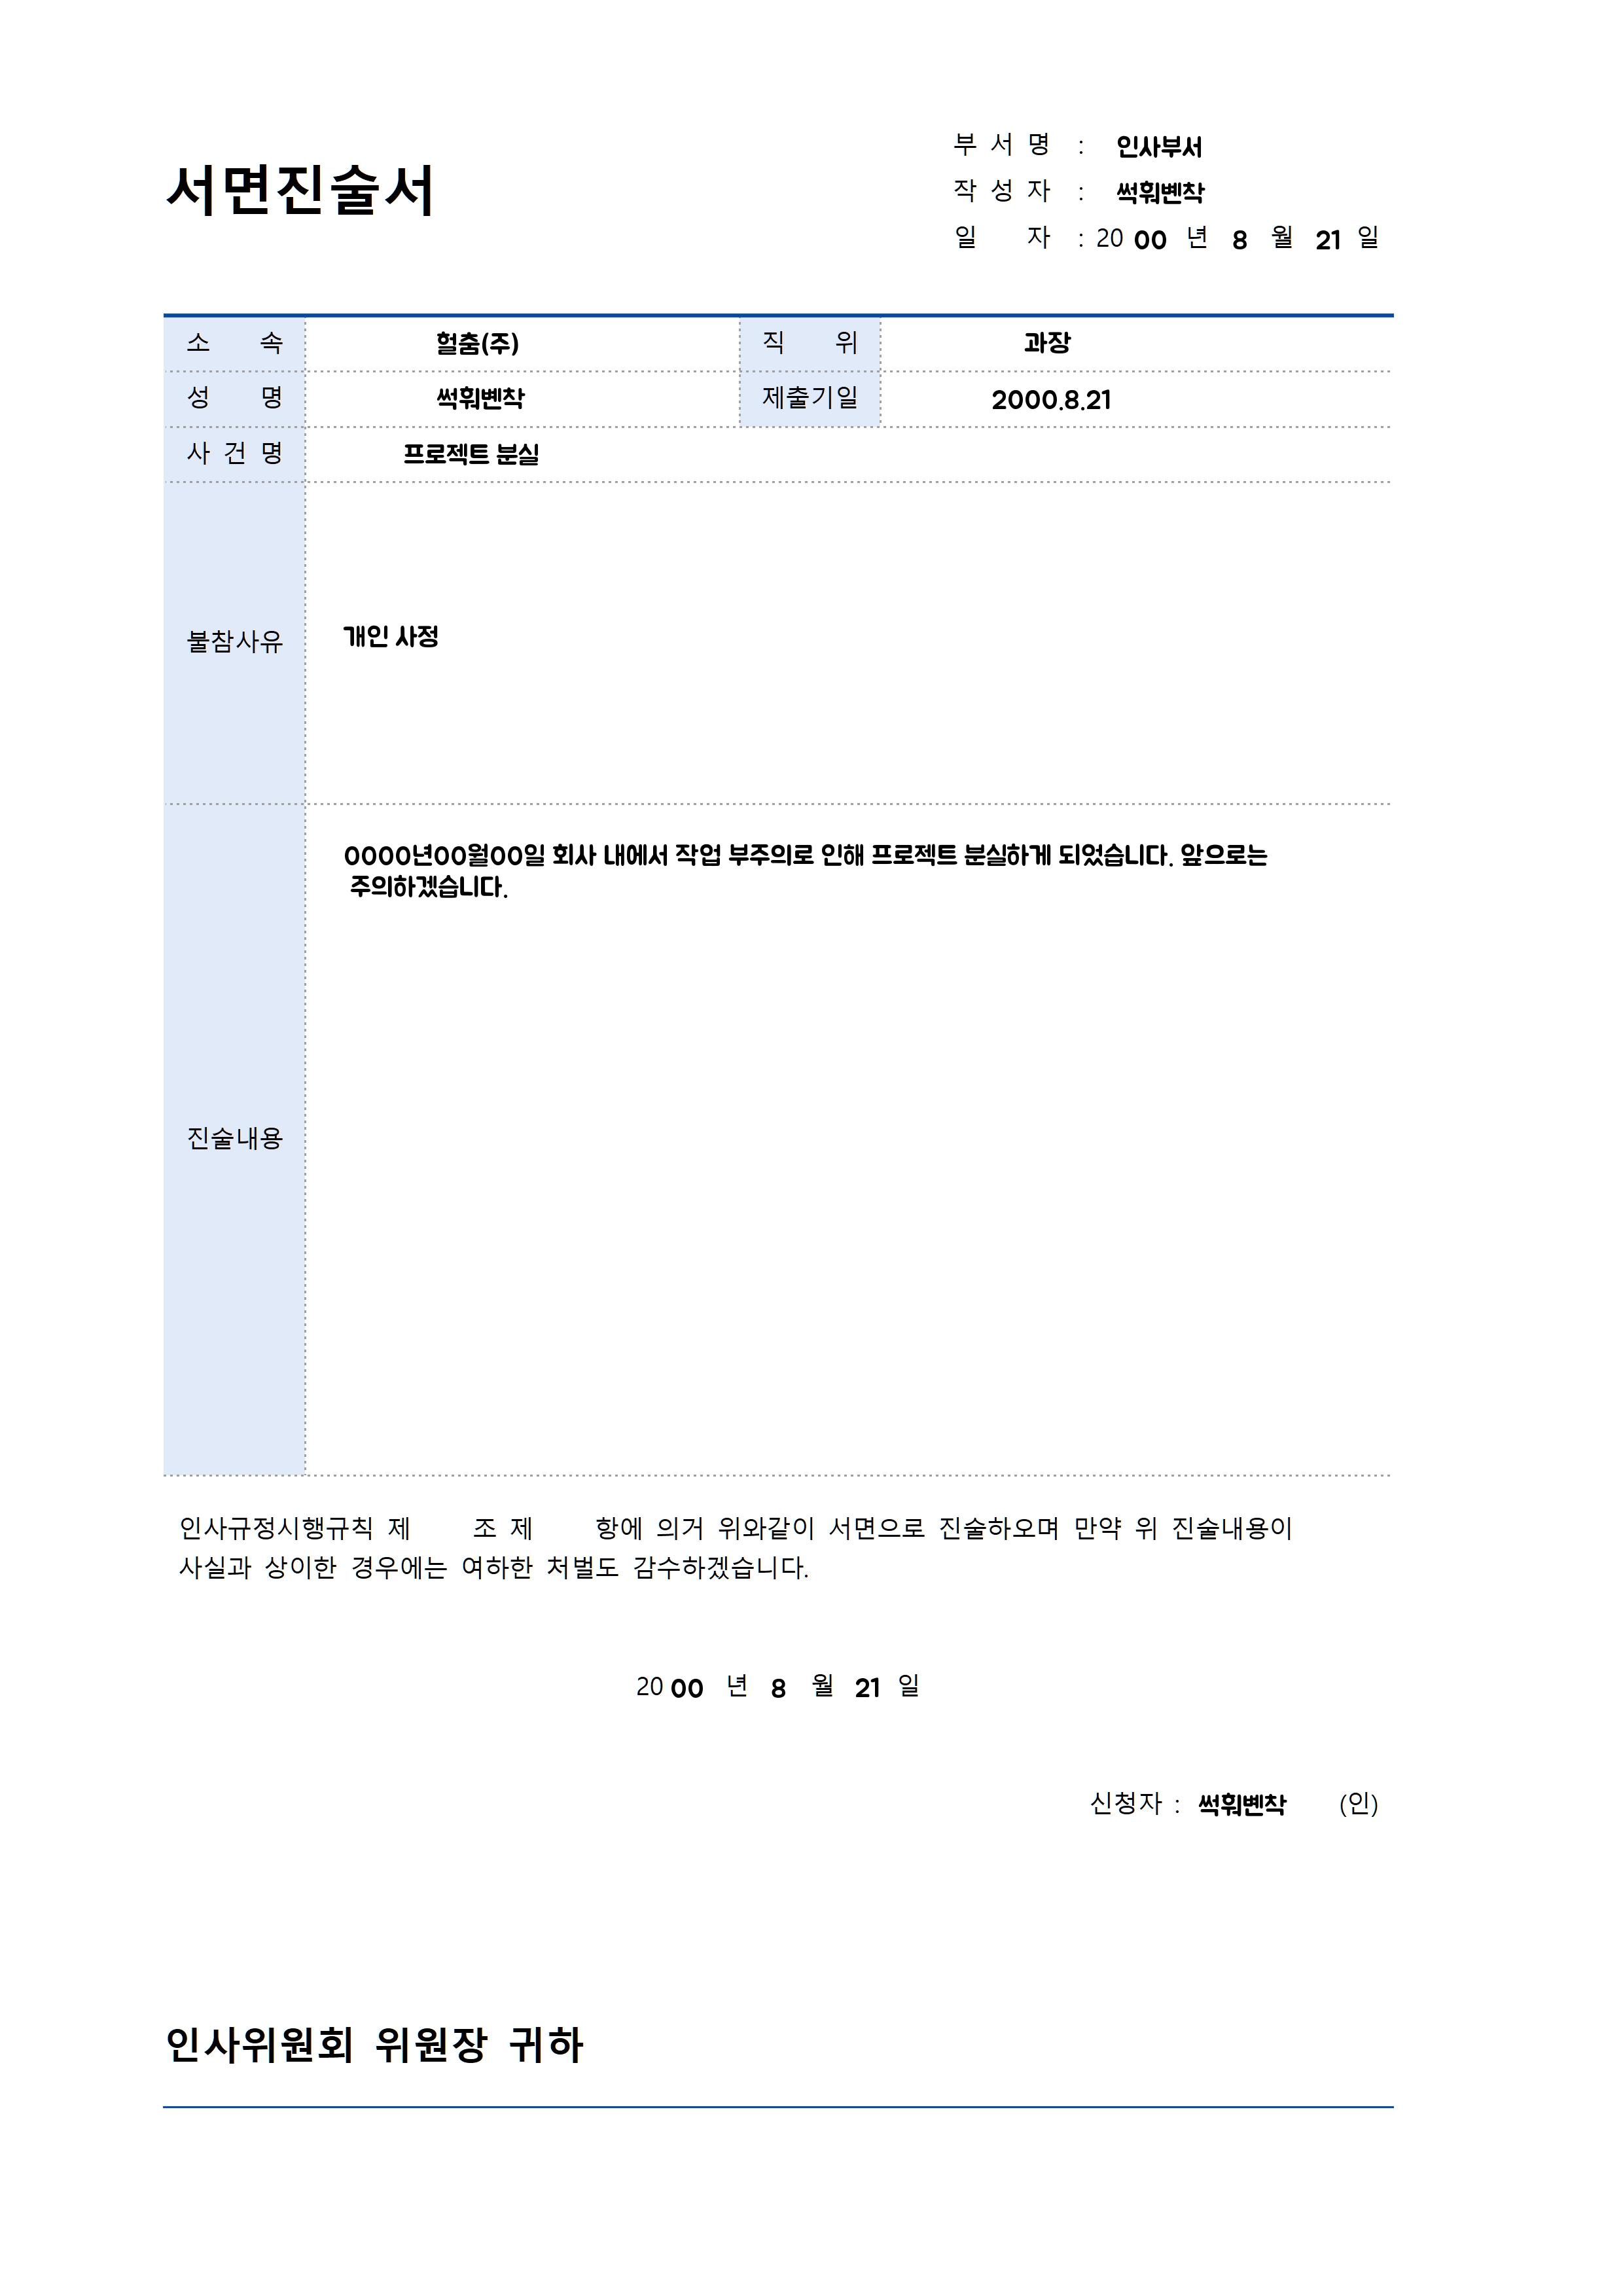 서면진술서
부 서 명 : 인사부서
작 성 자 : 썩훠볜착
일 자 : 20 00 년 8 월 21 일
소 속 헐춤(주) 직 위 과장
성 명 썩훠볜착 제출기일 2000.8.21
사 건 명 프로젝트 분실
불참사유 개인 사정
진술내용
0000년00월00일 회사 내에서 작업 부주의로 인해 프로젝트 분실하게 되었습니다. 앞으로는
주의하겠습니다.
인사규정시행규칙 제 조 제 항에 의거 위와같이 서면으로 진술하오며 만약 위 진술내용이
사실과 상이한 경우에는 여하한 처벌도 감수하겠습니다.
20 00 년 8 월 21 일
신청자 : 썩훠볜착 (인)
인사위원회 위원장 귀하